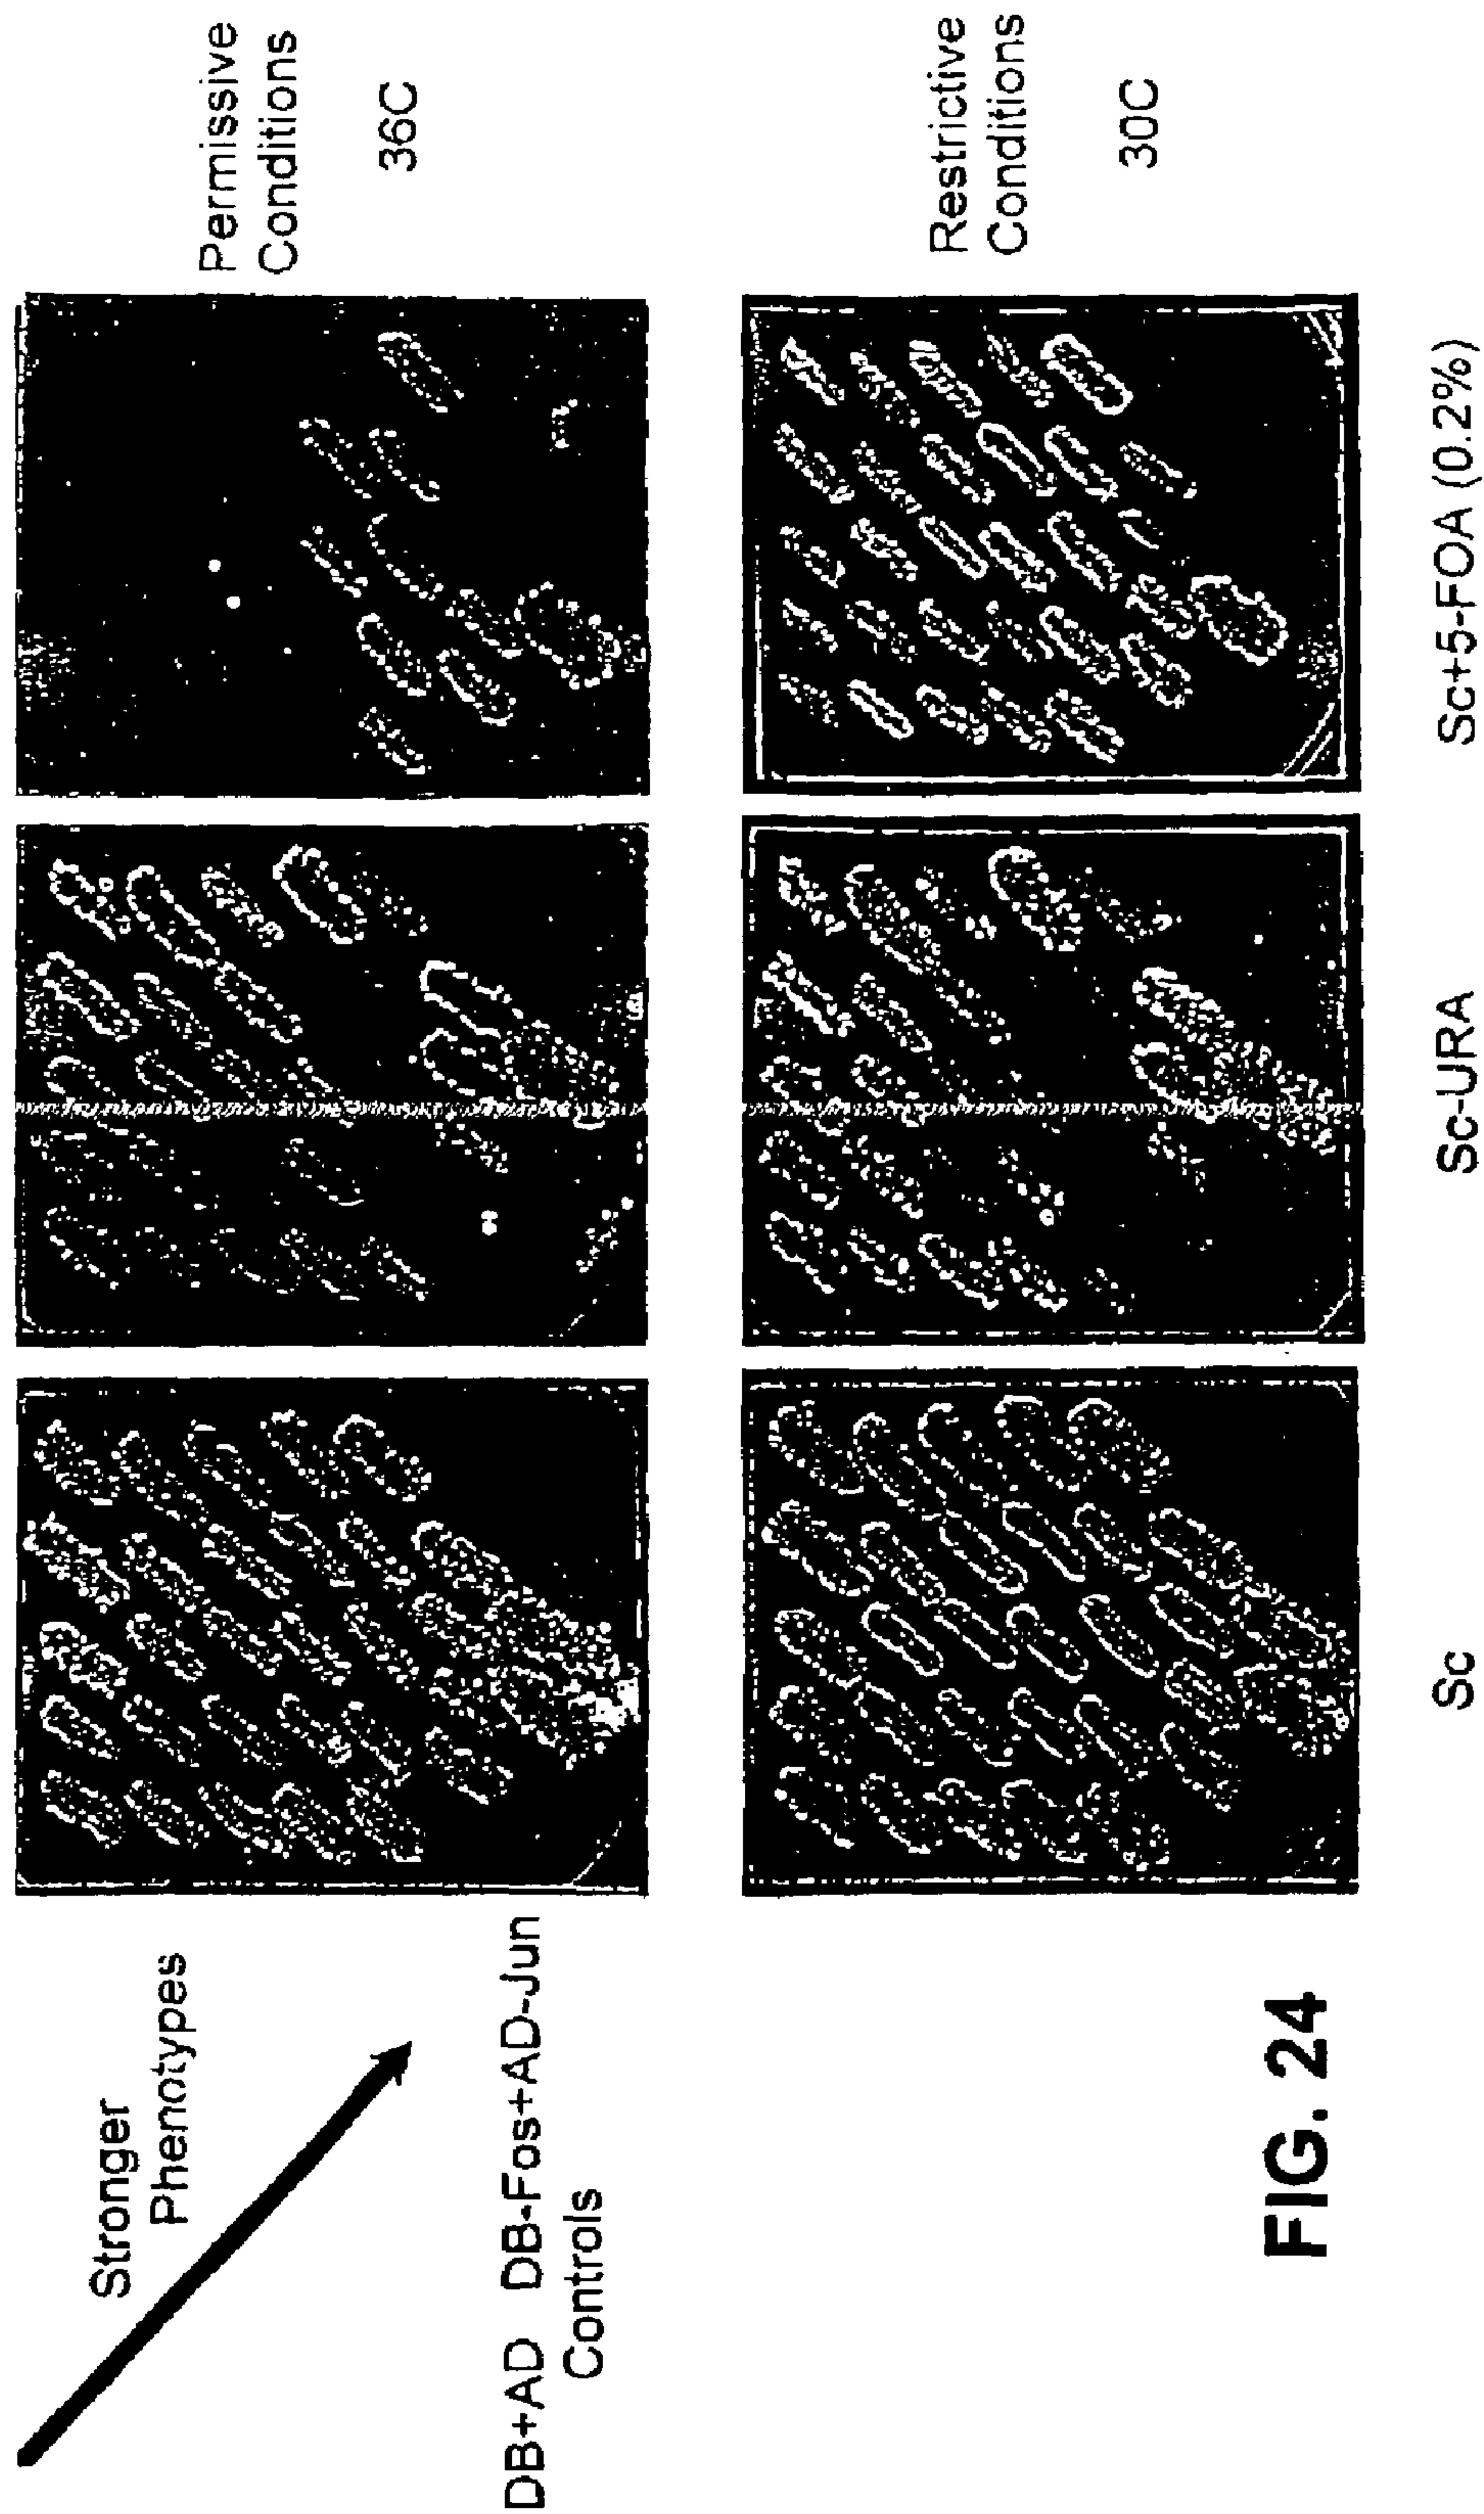 Stronger
Phenotypes
DB+AD DB-Fos+AD-Jun
Controls
Permissive
Conditions
36C
Restrictive
Conditions
30C
Sc
Sc-URA
Sc+5-FOA (0.2%)
FIG. 24